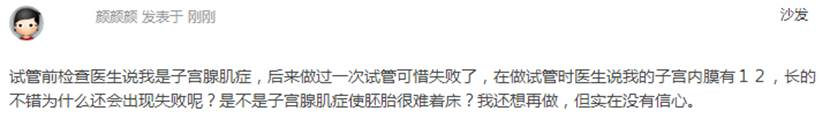 颜颜颜 发表于 刚刚
沙发
试管前检查医生说我是子宫腺肌症，后来做过一次试管可惜失败了，在做试管时医生说我的子宫内膜有１２，长的
不错为什么还会出现失败呢？是不是子宫腺肌症使胚胎很难着床？我还想再做，但实在没有信心。